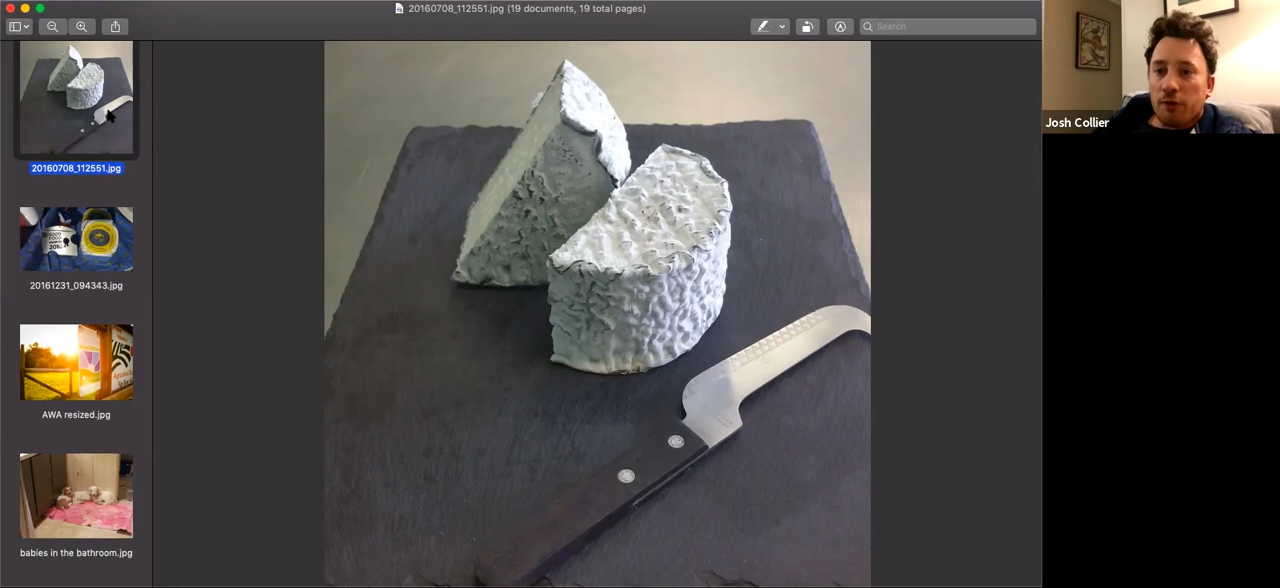 20160708_112551.jpg (19 documents, 19 total pages)
Search
20160708_112551.jpg
20161231_094343.jpg
AWA resized.jpg
babies in the bathroom.jpg
Josh Collier